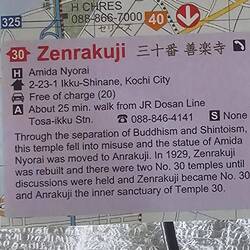 H CHRES
088-866-7000
セリーズ
40
30 Zenrakuji 三十番 善楽寺
H Amida Nyorai
2-23-1 Ikku-Shinane, Kochi City
Free of charge (20)
A About 25 min. walk from JR Dosan Line
Tosa-ikku Stn. ☎ 088-846-4141 S None
Through the separation of Buddhism and Shintoism,
this temple fell into misuse and the statue of Amida
Nyorai was moved to Anrakuji. In 1929, Zenrakuji
was rebuilt and there were two No. 30 temples until
discussions were held and Zenrakuji became No. 30
and Anrakuji the inner sanctuary of Temple 30.